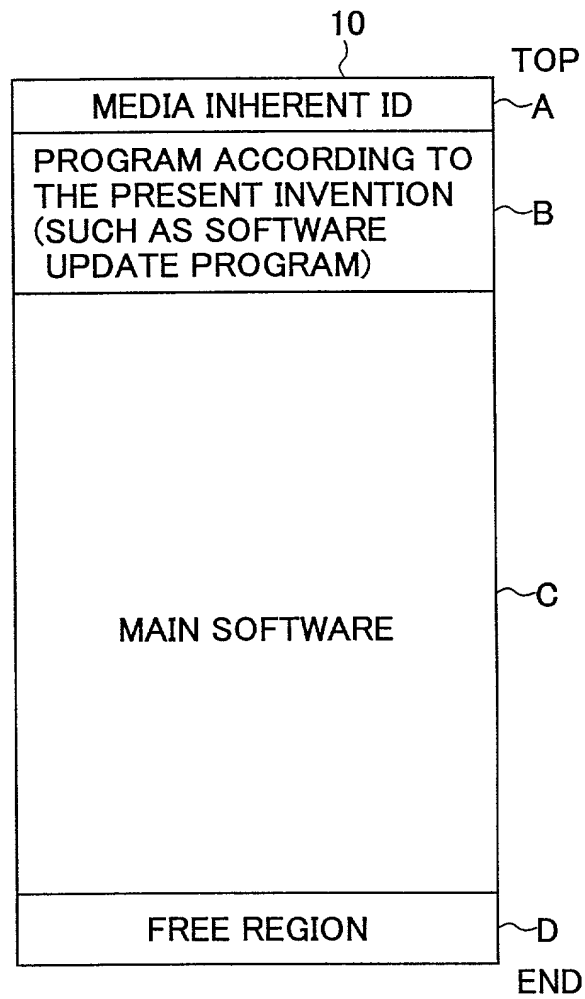 10
TOP
MEDIA INHERENT ID
A
PROGRAM ACCORDING TO
THE PRESENT INVENTION
(SUCH AS SOFTWARE
UPDATE PROGRAM)
B
MAIN SOFTWARE
C
FREE REGION
D
END